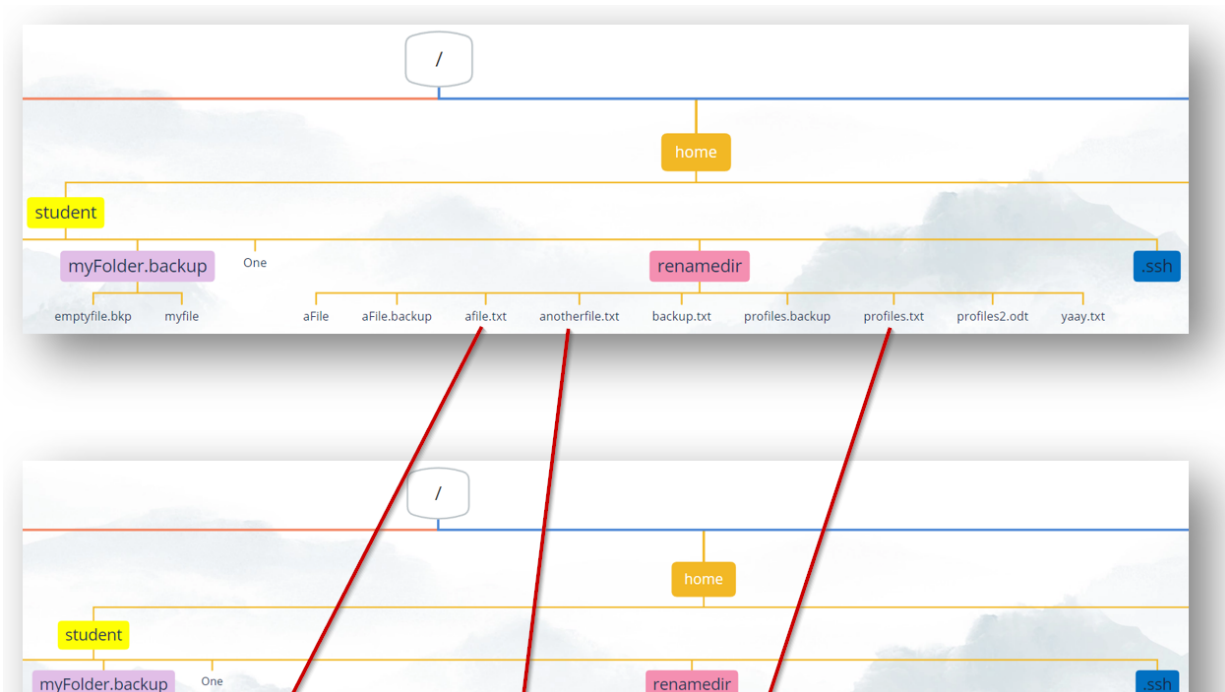 /
home
student
myFolder.backup One renamedir .ssh
emptyfile.bkp myfile aFile aFile.backup afile.txt anotherfile.txt backup.txt profiles.backup profiles.txt profiles2.odt yaay.txt
/
home
student
myFolder.backup One renamedir .ssh